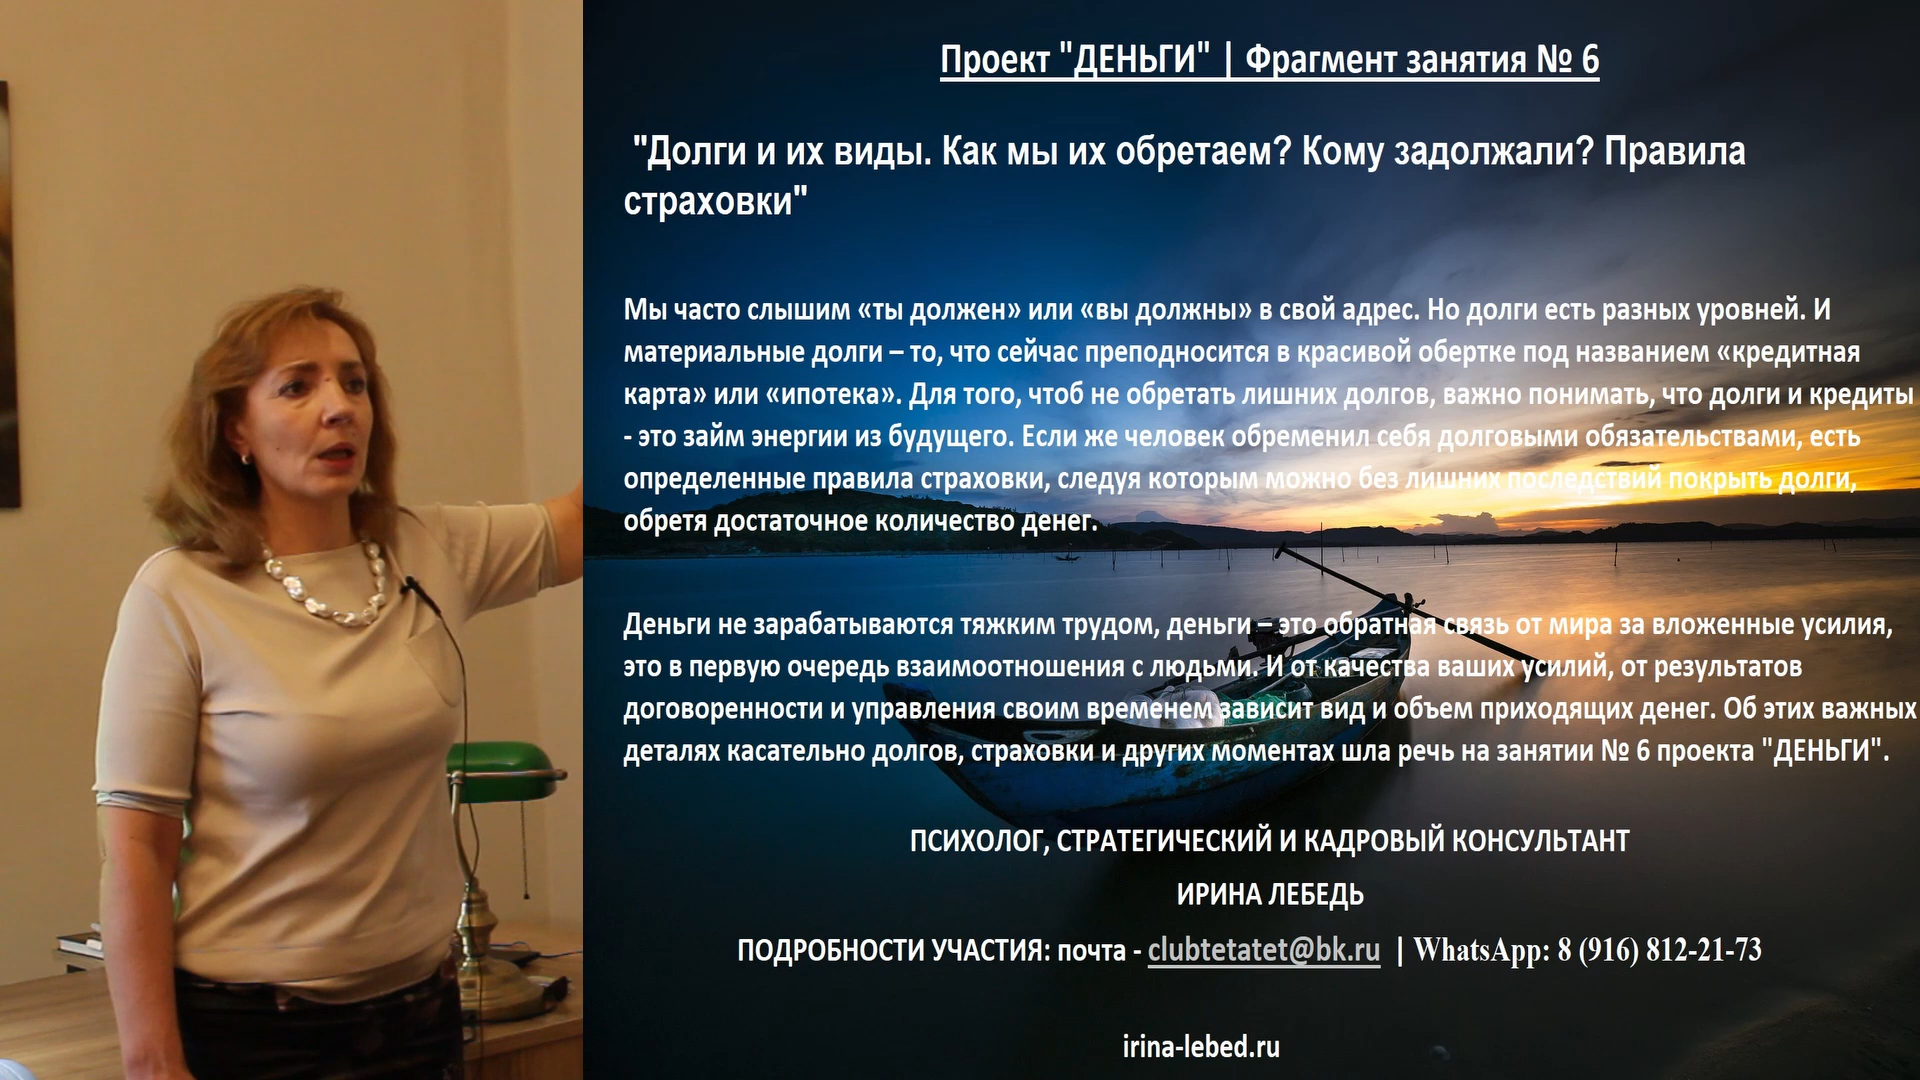 Проект "ДЕНЬГИ" | Фрагмент занятия № 6
"Долги и их виды. Как мы их обретаем? Кому задолжали? Правила
страховки"
Мы часто слышим «ты должен» или «вы должны» в свой адрес. Но долги есть разных уровней. И
материальные долги – то, что сейчас преподносится в красивой обертке под названием «кредитная
карта» или «ипотека». Для того, чтоб не обретать лишних долгов, важно понимать, что долги и кредиты
- это займ энергии из будущего. Если же человек обременил себя долговыми обязательствами, есть
определенные правила страховки, следуя которым можно без лишних последствий покрыть долги,
обретя достаточное количество денег.
Деньги не зарабатываются тяжким трудом, деньги – это обратная связь от мира за вложенные усилия,
это в первую очередь взаимоотношения с людьми. И от качества ваших усилий, от результатов
договоренности и управления своим временем зависит вид и объем приходящих денег. Об этих важных
деталях касательно долгов, страховки и других моментах шла речь на занятии № 6 проекта "ДЕНЬГИ".
ПСИХОЛОГ, СТРАТЕГИЧЕСКИЙ И КАДРОВЫЙ КОНСУЛЬТАНТ
ИРИНА ЛЕБЕДЬ
ПОДРОБНОСТИ УЧАСТИЯ: почта - clubtetatet@bk.ru | WhatsApp: 8 (916) 812-21-73
irina-lebed.ru